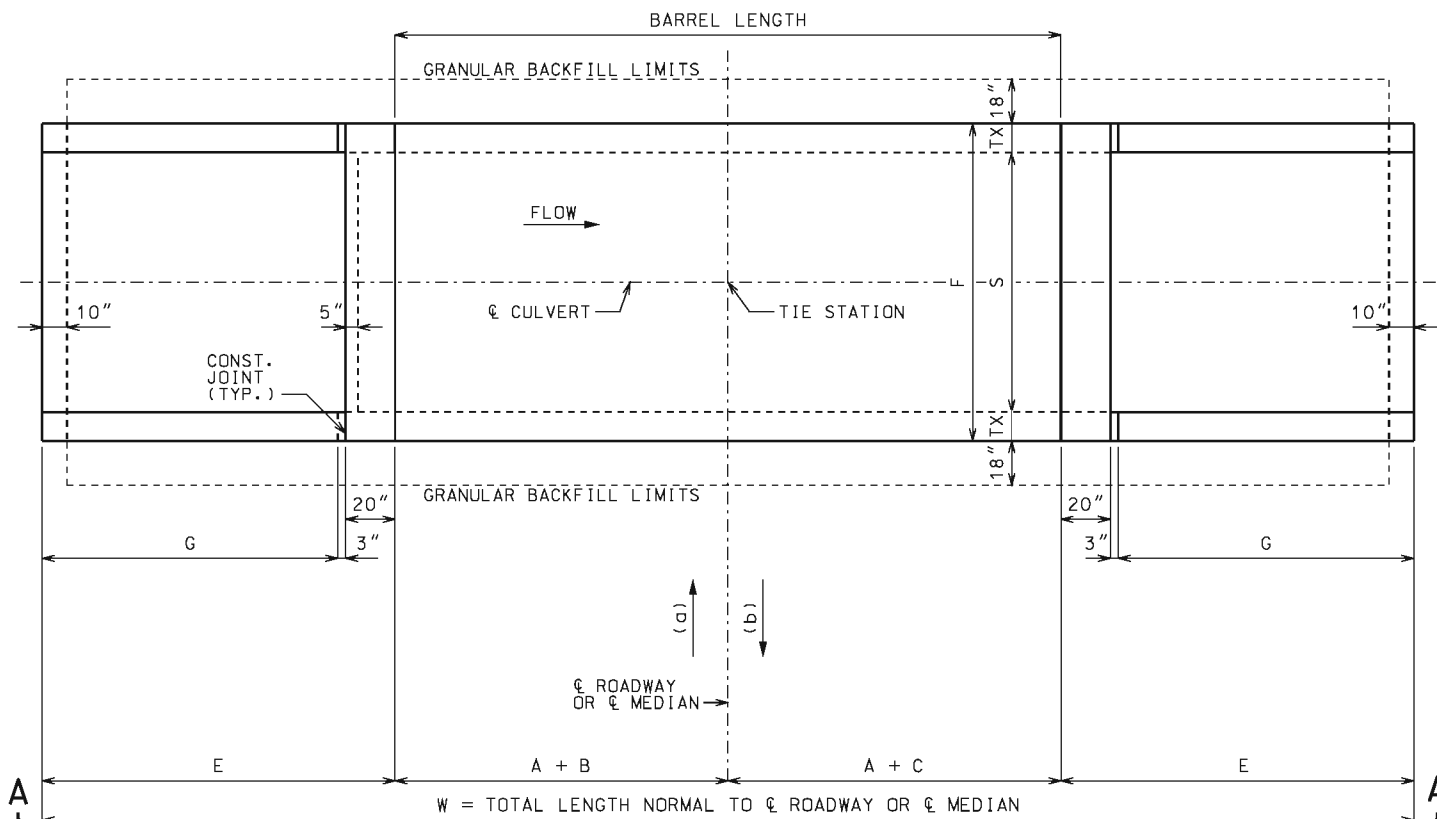 BARREL LENGTH
GRANULAR BACKFILL LIMITS
18"
TX
FLOW
F
S
10"
5"
℄ CULVERT
TIE STATION
10"
CONST.
JOINT
(TYP.)
TX
18"
GRANULAR BACKFILL LIMITS
20"
20"
G
3"
3"
G
(a)
(b)
℄ ROADWAY
OR ℄ MEDIAN
E
A + B
A + C
E
A
W = TOTAL LENGTH NORMAL TO ℄ ROADWAY OR ℄ MEDIAN
A